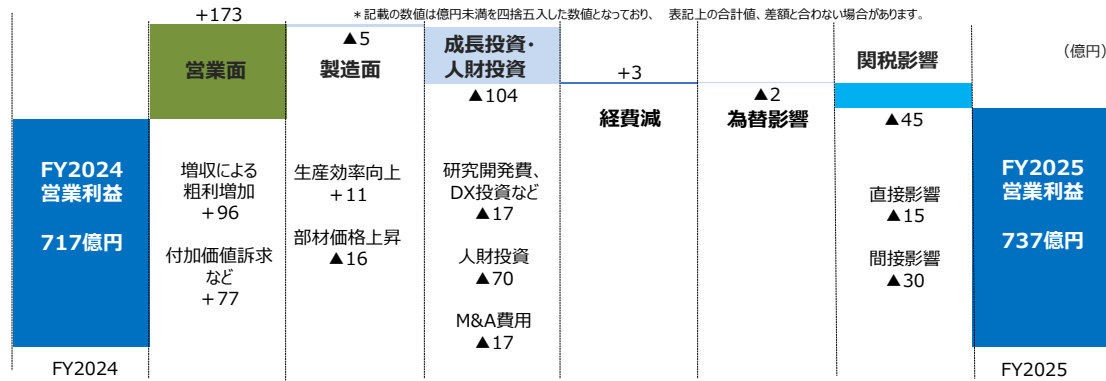 +173
＊記載の数値は億円未満を四捨五入した数値となっており、 表記上の合計値、差額と合わない場合があります。
(億円)
営業面
▲5
製造面
成長投資・
人財投資
▲104
+3
経費減
▲2
為替影響
関税影響
▲45
FY2024
営業利益
717億円
増収による
粗利増加
+96
付加価値訴求
など
+77
生産効率向上
+11
部材価格上昇
▲16
研究開発費、
DX投資など
▲17
人財投資
▲70
M&A費用
▲17
直接影響
▲15
間接影響
▲30
FY2025
営業利益
737億円
FY2024
FY2025